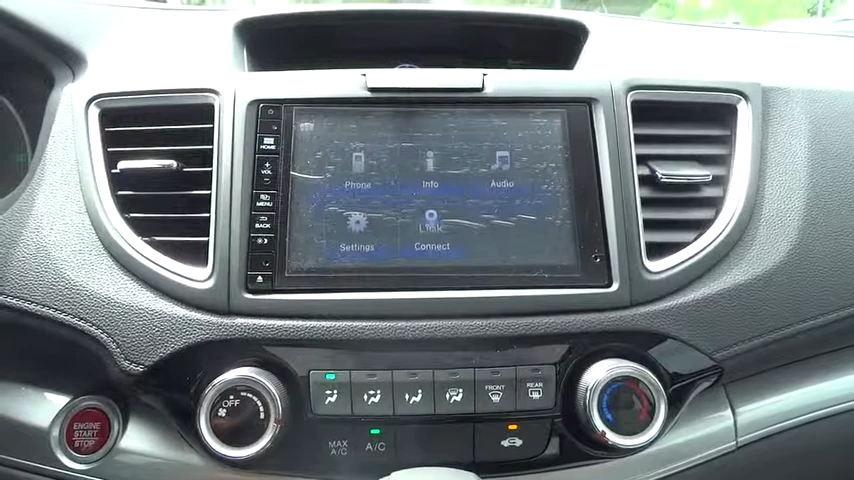 HOME
VOL
MENU
BACK
Phone
Info
Audio
Settings
Link
Connect
ENGINE
START
STOP
OFF
FRONT
REAR
MAX
A/C
A/C